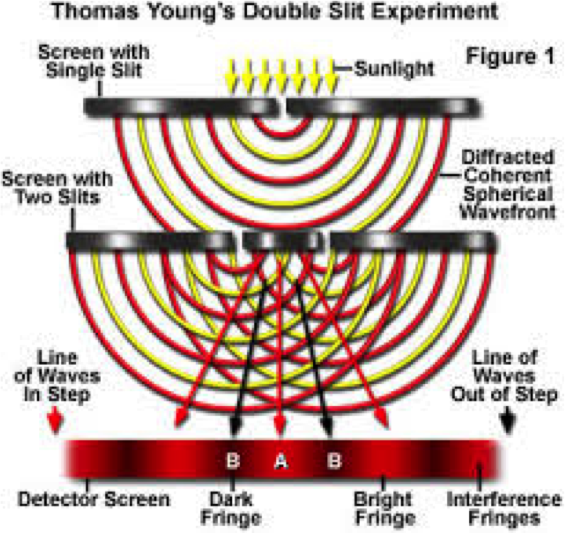 Thomas Young's Double Slit Experiment
Screen with
Single Slit
Sunlight
Figure 1
Diffracted
Coherent
Spherical
Wavefront
Screen with
Two Slits
Line
of Waves
In Step
Line of
Waves
Out of Step
B A B
Detector Screen
Dark
Fringe
Bright
Fringe
Interference
Fringes